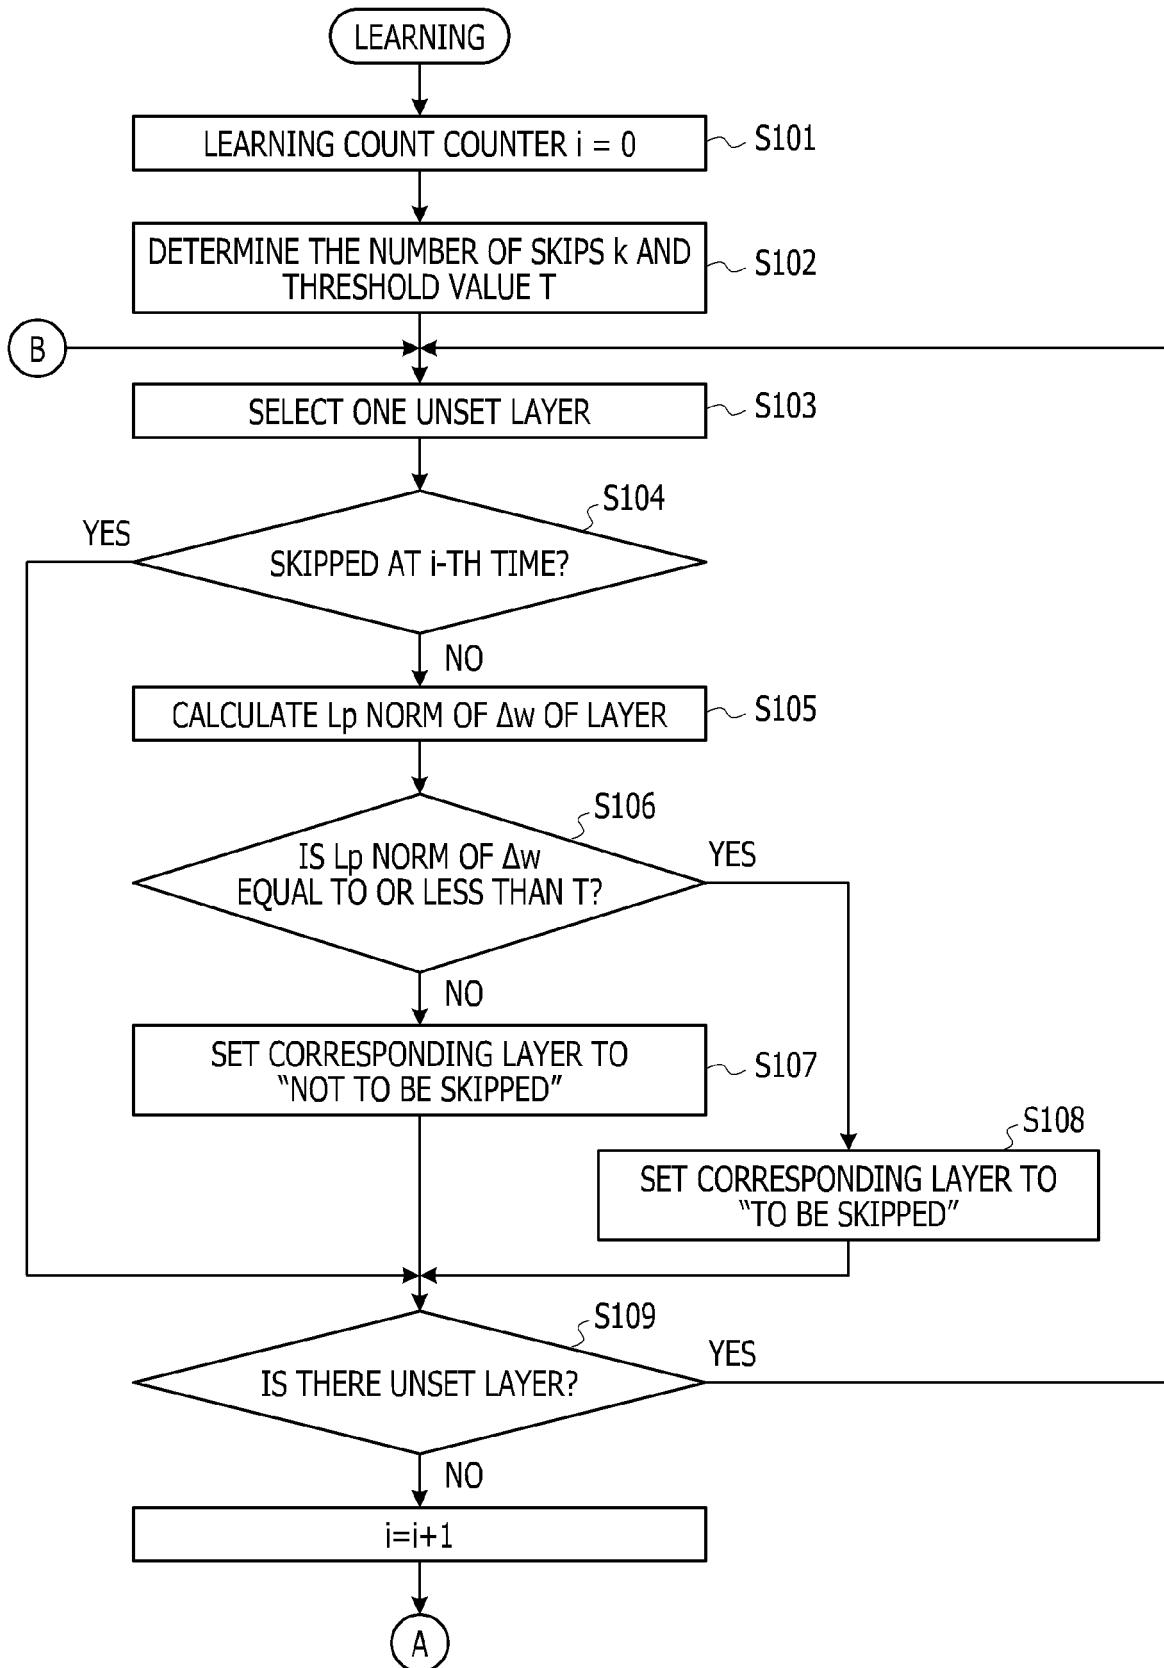 LEARNING
LEARNING COUNT COUNTER i = 0
S101
DETERMINE THE NUMBER OF SKIPS k AND
THRESHOLD VALUE T
S102
B
SELECT ONE UNSET LAYER
S103
S104
YES
SKIPPED AT i-TH TIME?
NO
CALCULATE Lp NORM OF Δw OF LAYER
S105
S106
IS Lp NORM OF Δw
EQUAL TO OR LESS THAN T?
YES
NO
SET CORRESPONDING LAYER TO
“NOT TO BE SKIPPED”
S107
S108
SET CORRESPONDING LAYER TO
“TO BE SKIPPED”
S109
IS THERE UNSET LAYER?
YES
NO
i=i+1
A